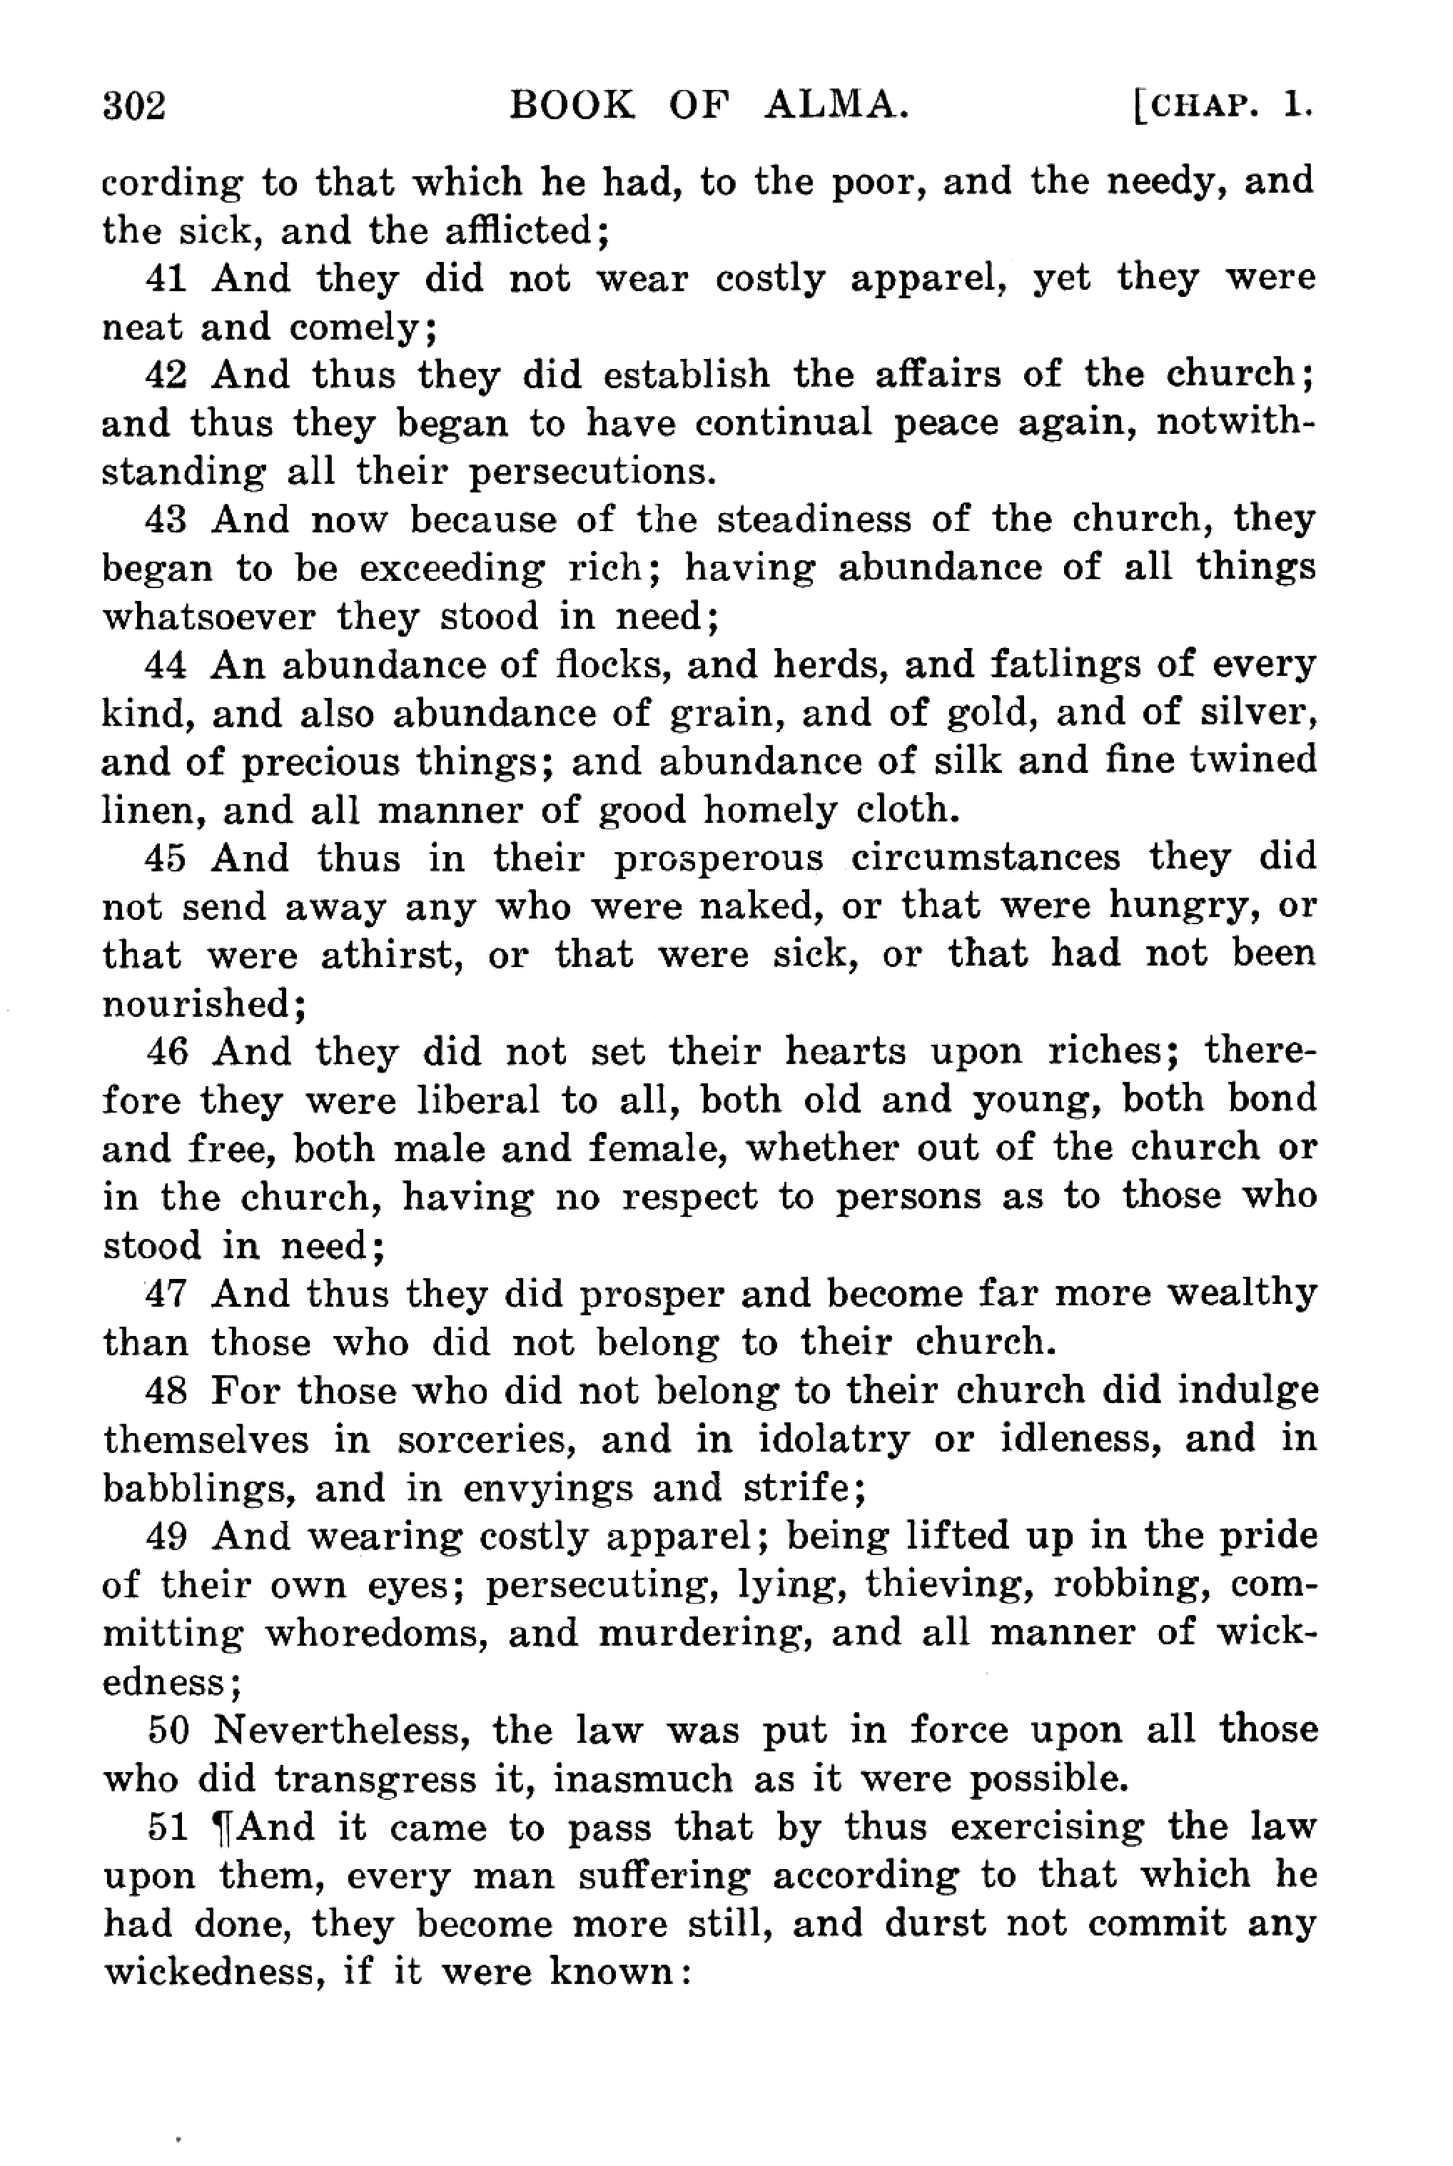 302 BOOK OF ALMA. [CHAP. 1.
cording to that which he had, to the poor, and the needy, and
the sick, and the afflicted;
41 And they did not wear costly apparel, yet they were
neat and comely;
42 And thus they did establish the affairs of the church;
and thus they began to have continual peace again, notwith-
standing all their persecutions.
43 And now because of the steadiness of the church, they
began to be exceeding rich; having abundance of all things
whatsoever they stood in need;
44 An abundance of flocks, and herds, and fatlings of every
kind, and also abundance of grain, and of gold, and of silver,
and of precious things; and abundance of silk and fine twined
linen, and all manner of good homely cloth.
45 And thus in their prosperous circumstances they did
not send away any who were naked, or that were hungry, or
that were athirst, or that were sick, or that had not been
nourished;
46 And they did not set their hearts upon riches; there-
fore they were liberal to all, both old and young, both bond
and free, both male and female, whether out of the church or
in the church, having no respect to persons as to those who
stood in need;
47 And thus they did prosper and become far more wealthy
than those who did not belong to their church.
48 For those who did not belong to their church did indulge
themselves in sorceries, and in idolatry or idleness, and in
babblings, and in envyings and strife;
49 And wearing costly apparel; being lifted up in the pride
of their own eyes; persecuting, lying, thieving, robbing, com-
mitting whoredoms, and murdering, and all manner of wick-
edness;
50 Nevertheless, the law was put in force upon all those
who did transgress it, inasmuch as it were possible.
51 ¶And it came to pass that by thus exercising the law
upon them, every man suffering according to that which he
had done, they become more still, and durst not commit any
wickedness, if it were known: